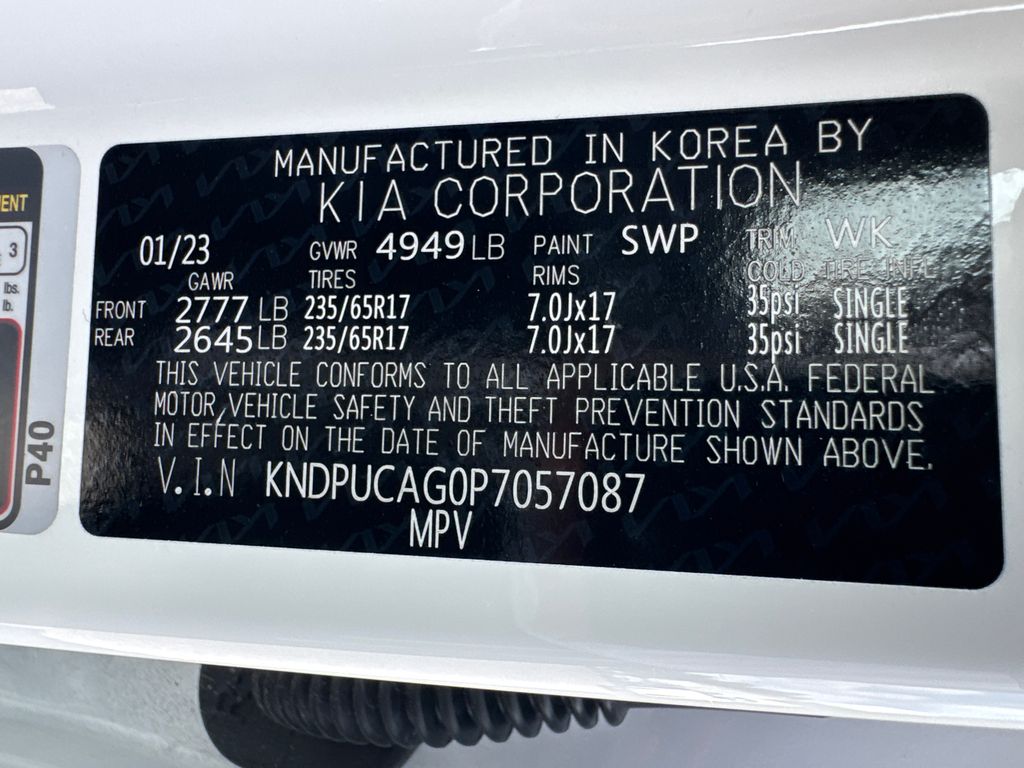 MANUFACTURED IN KOREA BY
KIA CORPORATION
01/23 GVWR 4949 LB PAINT SWP TRIM WK
GAWR TIRES RIMS COLD TIRE INFL
FRONT 2777 LB 235/65R17 7.0Jx17 35psi SINGLE
REAR 2645 LB 235/65R17 7.0Jx17 35psi SINGLE
THIS VEHICLE CONFORMS TO ALL APPLICABLE U.S.A. FEDERAL
MOTOR VEHICLE SAFETY AND THEFT PREVENTION STANDARDS
IN EFFECT ON THE DATE OF MANUFACTURE SHOWN ABOVE.
V.I.N KNDPUCAG0P7057087
MPV
3
lbs.
lb.
P40